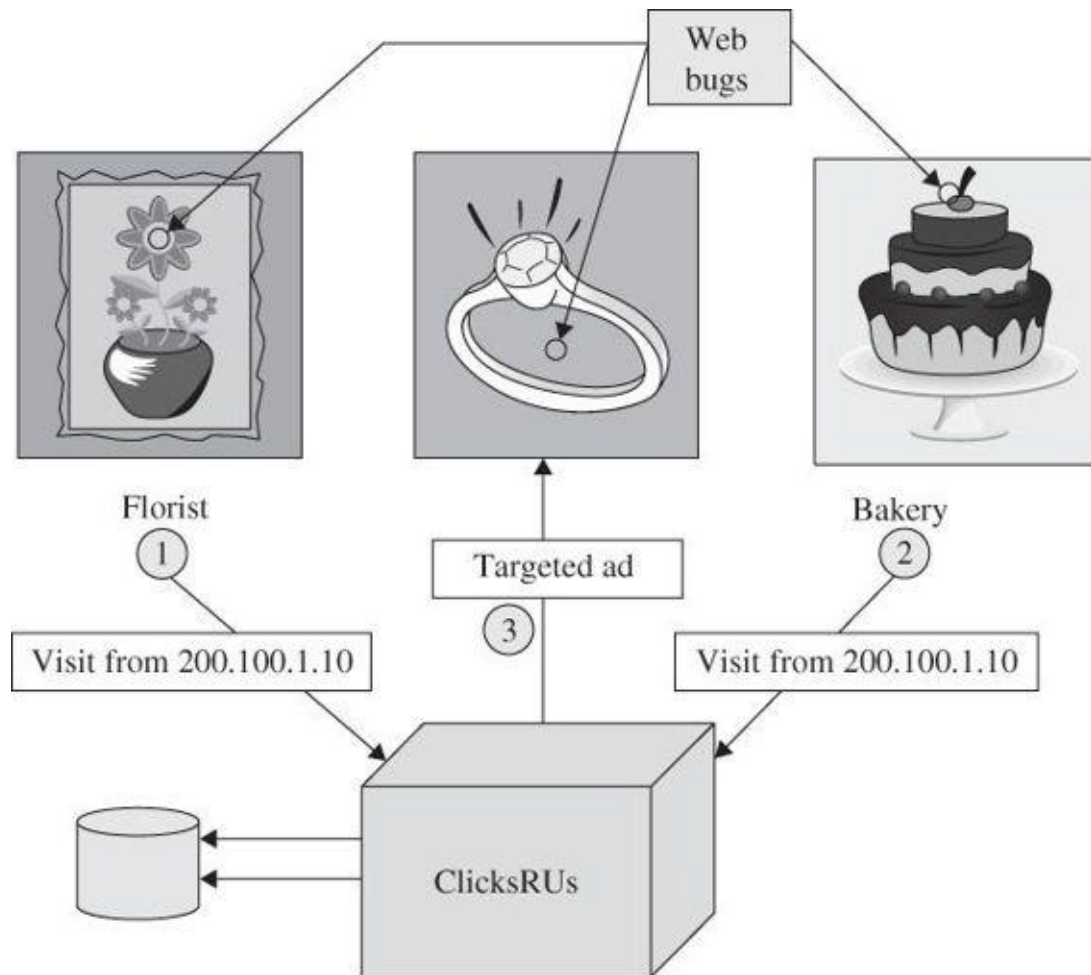 Web
bugs
Florist
1
Bakery
2
Targeted ad
3
Visit from 200.100.1.10
Visit from 200.100.1.10
ClicksRUs